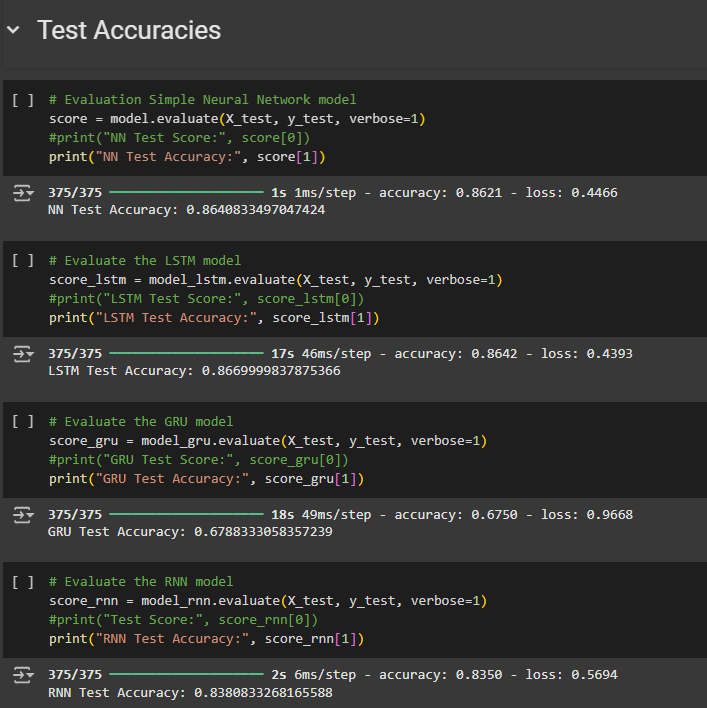 Test Accuracies
[ ] # Evaluation Simple Neural Network model
score = model.evaluate(X_test, y_test, verbose=1)
#print("NN Test Score:", score[0])
print("NN Test Accuracy:", score[1])
375/375 ━━━━━━━━━━━━━━━━━━━━ 1s 1ms/step - accuracy: 0.8621 - loss: 0.4466
NN Test Accuracy: 0.8640833497047424
[ ] # Evaluate the LSTM model
score_lstm = model_lstm.evaluate(X_test, y_test, verbose=1)
#print("LSTM Test Score:", score_lstm[0])
print("LSTM Test Accuracy:", score_lstm[1])
375/375 ━━━━━━━━━━━━━━━━━━━━ 17s 46ms/step - accuracy: 0.8642 - loss: 0.4393
LSTM Test Accuracy: 0.8669999837875366
[ ] # Evaluate the GRU model
score_gru = model_gru.evaluate(X_test, y_test, verbose=1)
#print("GRU Test Score:", score_gru[0])
print("GRU Test Accuracy:", score_gru[1])
375/375 ━━━━━━━━━━━━━━━━━━━━ 18s 49ms/step - accuracy: 0.6750 - loss: 0.9668
GRU Test Accuracy: 0.6788333058357239
[ ] # Evaluate the RNN model
score_rnn = model_rnn.evaluate(X_test, y_test, verbose=1)
#print("Test Score:", score_rnn[0])
print("RNN Test Accuracy:", score_rnn[1])
375/375 ━━━━━━━━━━━━━━━━━━━━ 2s 6ms/step - accuracy: 0.8350 - loss: 0.5694
RNN Test Accuracy: 0.8380833268165588